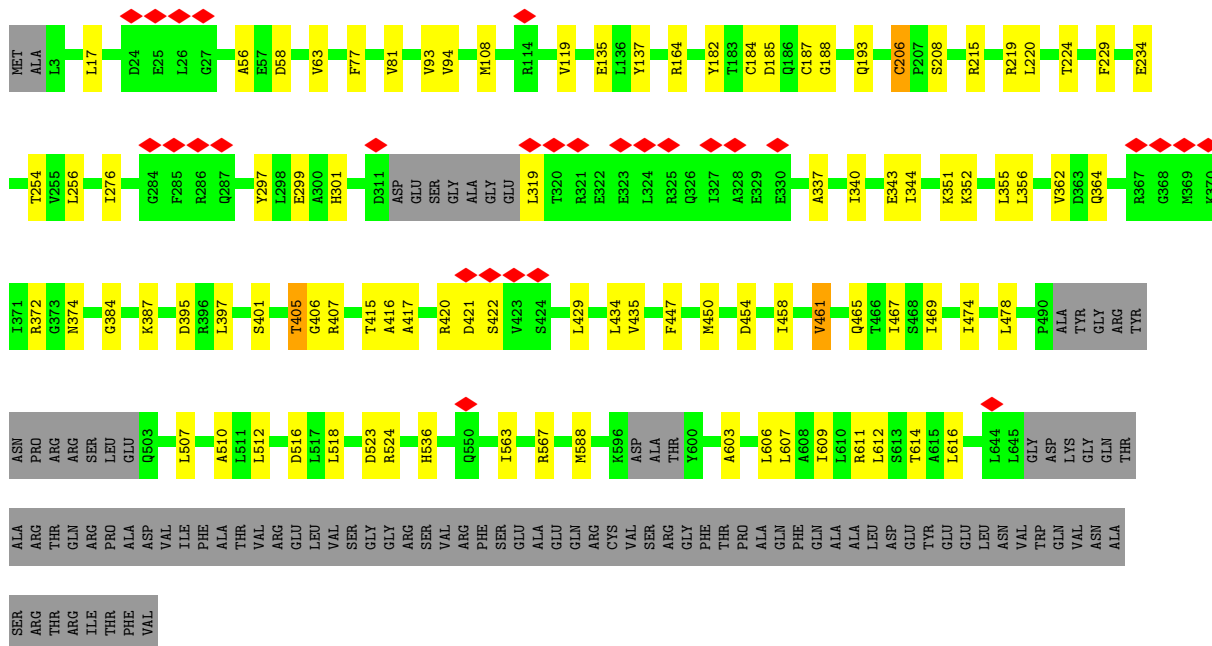 MET ALA L3 L17 D24 E25 L26 G27 A56 E57 D58 V63 F77 V81 V93 V94 M108 R114 V119 E135 L136 Y137 R164 Y182 T183 C184 D185 Q186 C187 G188 Q193 C206 P207 S208 R215 R219 L220 T224 F229 E234
T254 V255 L256 I276 G284 F285 R286 Q287 Y297 L298 E299 A300 H301 D311 ASP GLU SER GLY ALA GLY GLU L319 T320 R321 E322 E323 L324 R325 Q326 I327 A328 E329 E330 A337 I340 E343 I344 K351 K352 L355 L356 V362 D363 Q364 R367 G368 M369 K370
I371 R372 G373 N374 G384 K387 D395 R396 L397 S401 T405 G406 R407 T415 A416 A417 R420 D421 S422 V423 S424 L429 L434 V435 F447 M450 D454 I458 V461 Q465 T466 I467 S468 I469 I474 L478 P490 ALA TYR GLY ARG TYR
ASN PRO ARG ARG SER LEU GLU Q503 L507 A510 L511 L512 D516 L517 L518 D523 R524 H536 Q550 I563 R567 M588 K596 ASP ALA THR Y600 A603 L606 L607 A608 I609 L610 R611 L612 S613 T614 A615 L616 L644 L645 GLY ASP LYS GLY GLN THR
ALA ARG THR GLN ARG PRO ALA ASP VAL ILE PHE ALA THR VAL ARG GLU LEU VAL SER GLY GLY ARG SER VAL ARG PHE SER GLU ALA GLU GLN ARG CYS VAL SER ARG GLY PHE THR PRO ALA GLN PHE GLN ALA ALA LEU ASP GLU TYR GLU GLU LEU ASN VAL TRP GLN VAL ASN ALA
SER ARG THR ARG ILE THR PHE VAL